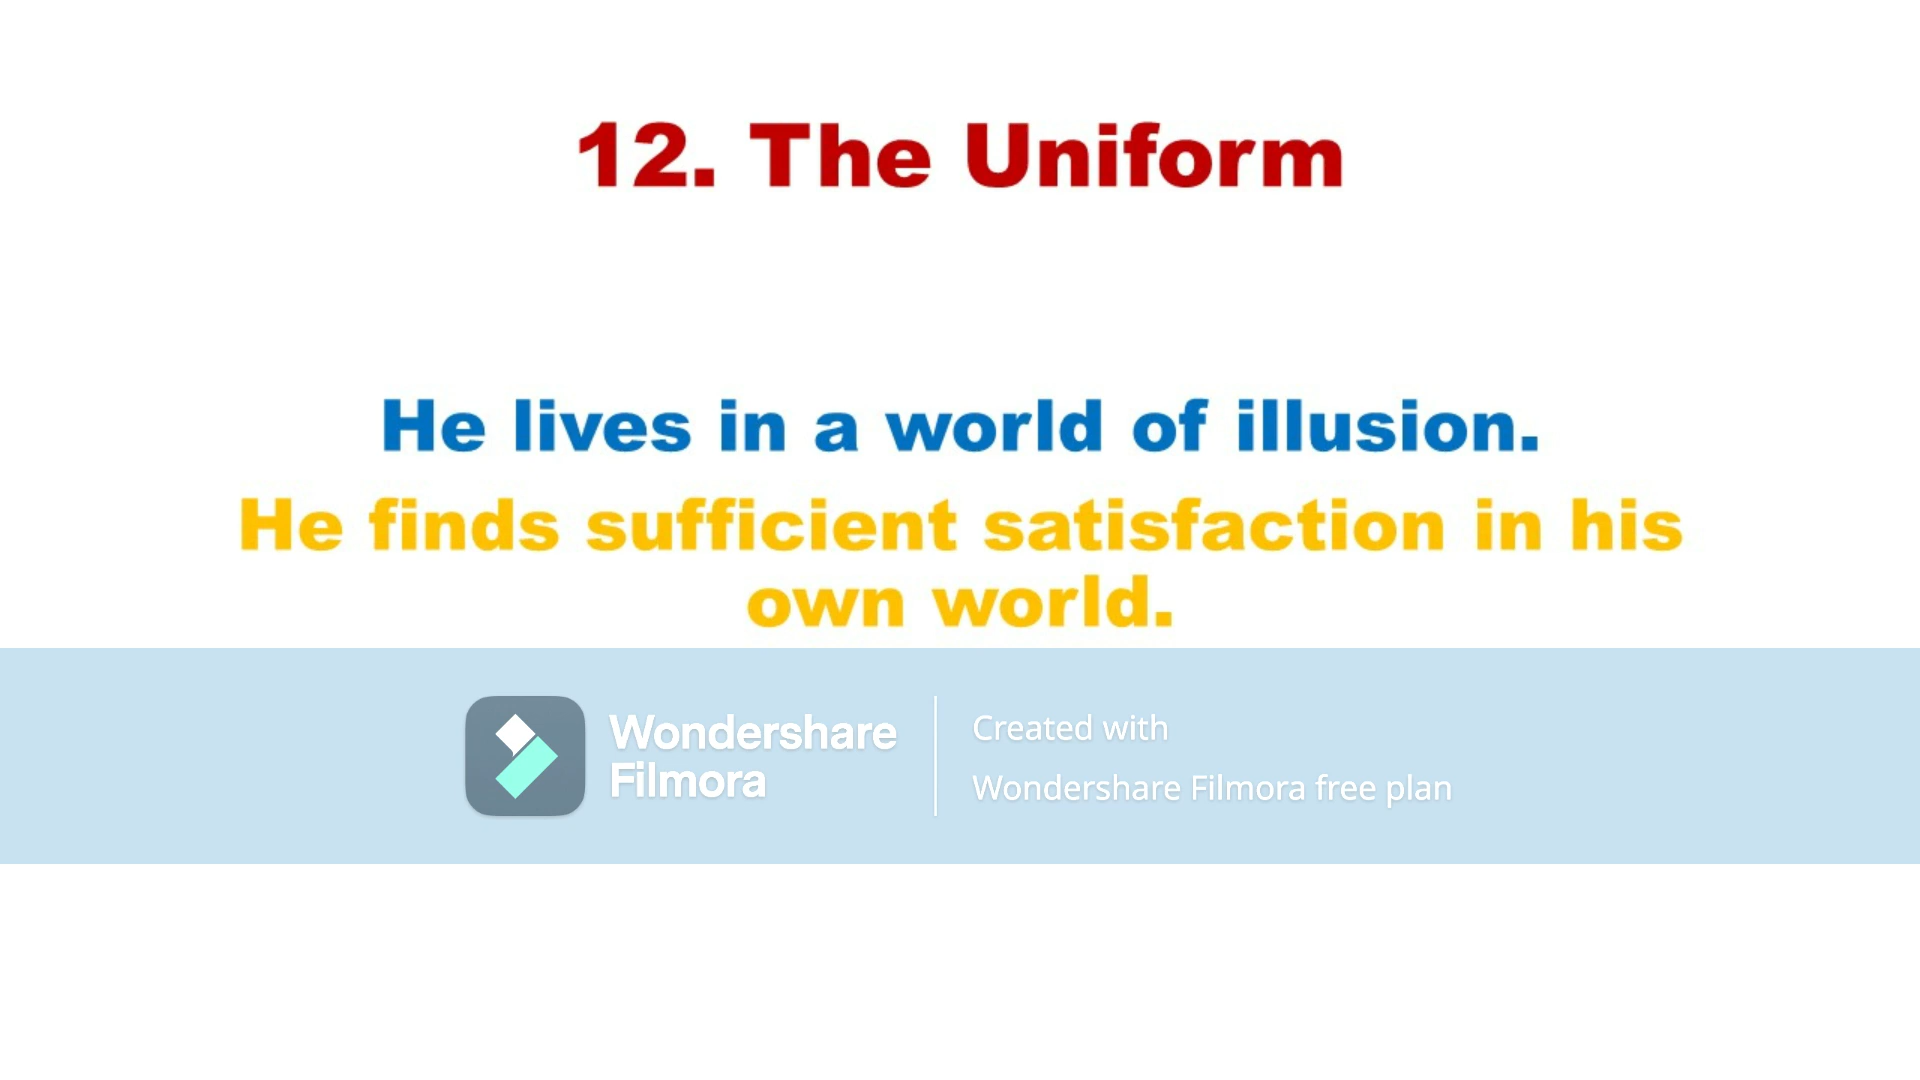 12. The Uniform
He lives in a world of illusion.
He finds sufficient satisfaction in his
own world.
Wondershare
Filmora
Created with
Wondershare Filmora free plan